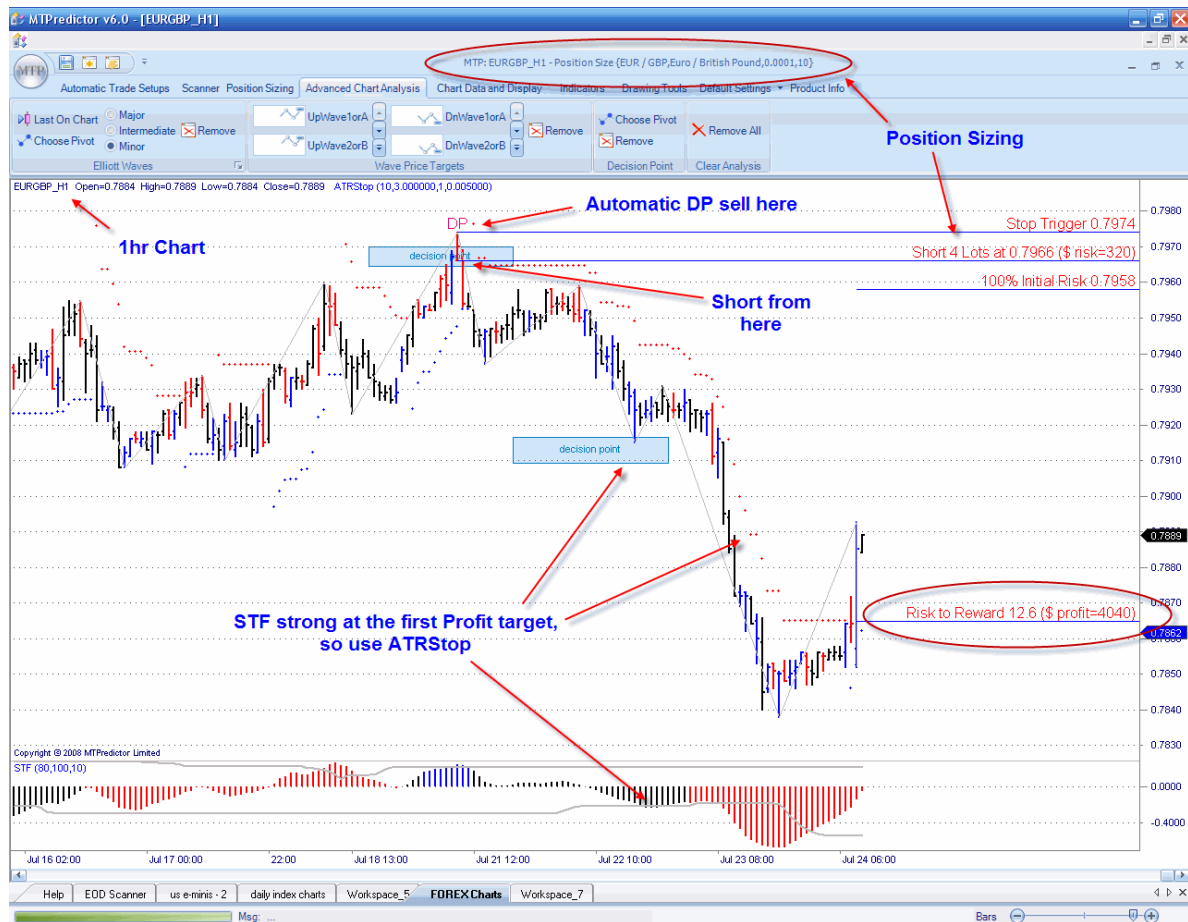 MTPredictor v6.0 - [EURGBP_H1]
MTP
MTP: EURGBP_H1 - Position Size {EUR / GBP,Euro / British Pound,0.0001,10}
Automatic Trade Setups Scanner Position Sizing Advanced Chart Analysis Chart Data and Display Indicators Drawing Tools Default Settings Product Info
Last On Chart Major
Choose Pivot Intermediate Remove
Minor
Elliott Waves
UpWave1orA DnWave1orA Remove
UpWave2orB DnWave2orB
Wave Price Targets
Choose Pivot
Remove
Decision Point
Remove All
Clear Analysis
Position Sizing
EURGBP_H1 Open=0.7884 High=0.7889 Low=0.7884 Close=0.7889 ATRStop (10,3.000000,1,0.005000)
1hr Chart
DP
Automatic DP sell here
Stop Trigger 0.7974
decision point
Short 4 Lots at 0.7966 ($ risk=320)
100% Initial Risk 0.7958
Short from
here
decision point
STF strong at the first Profit target,
so use ATRStop
Risk to Reward 12.6 ($ profit=4040)
0.7980
0.7970
0.7960
0.7950
0.7940
0.7930
0.7920
0.7910
0.7900
0.7889
0.7880
0.7870
0.7862
0.7850
0.7840
0.7830
Copyright © 2008 MTPredictor Limited
STF (80,100,10)
0.0000
-0.4000
Jul 16 02:00 Jul 17 00:00 22:00 Jul 18 13:00 Jul 21 12:00 Jul 22 10:00 Jul 23 08:00 Jul 24 06:00
Help EOD Scanner us e-minis - 2 daily index charts Workspace_5 FOREX Charts Workspace_7
Msg: ...
Bars